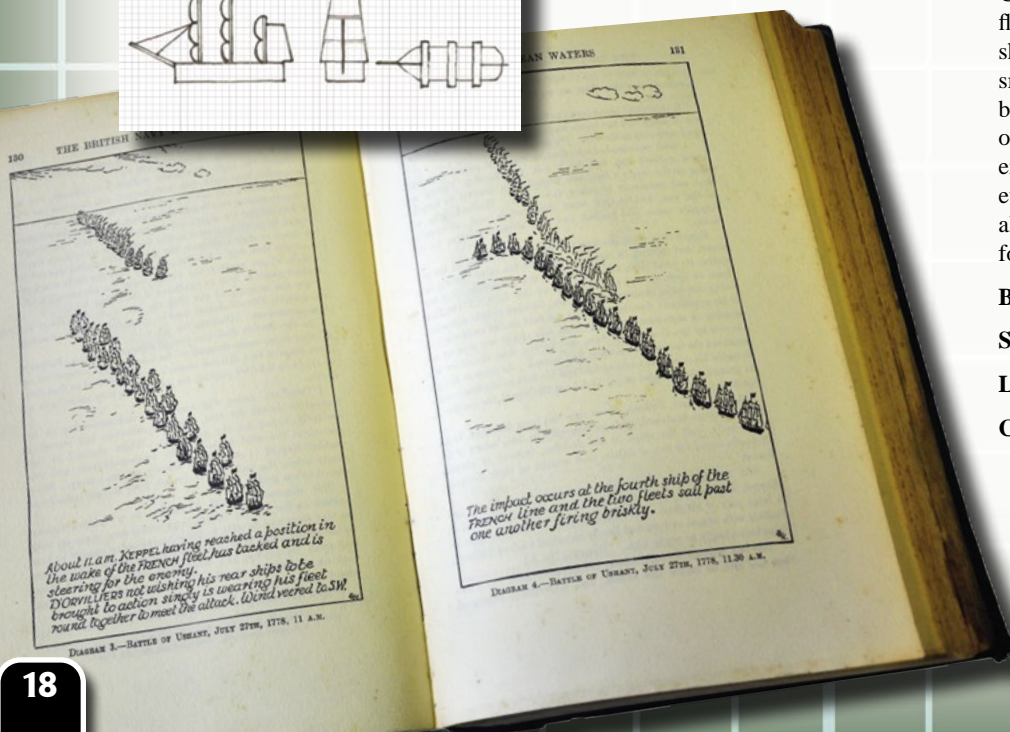 150 THE BRITISH NAVY
WATERS 151
About 11. a.m. KEPPEL having reached a position in
the wake of the FRENCH fleet has tacked and is
steering for the enemy.
D'ORVILLIERS not wishing his rear ships to be
brought to action singly is wearing his fleet
round together to meet the attack. Wind veered to S.W.
DIAGRAM 3.—BATTLE OF USHANT, JULY 27TH, 1778, 11 A.M.
The impact occurs at the fourth ship of the
FRENCH line and the two fleets sail past
one another firing briskly.
DIAGRAM 4.—BATTLE OF USHANT, JULY 27TH, 1778, 11.30 A.M.
18